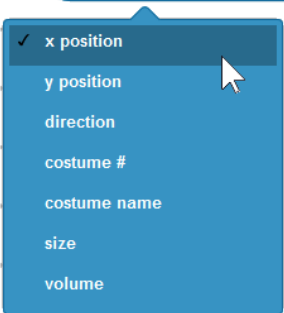 x position
y position
direction
costume #
costume name
size
volume